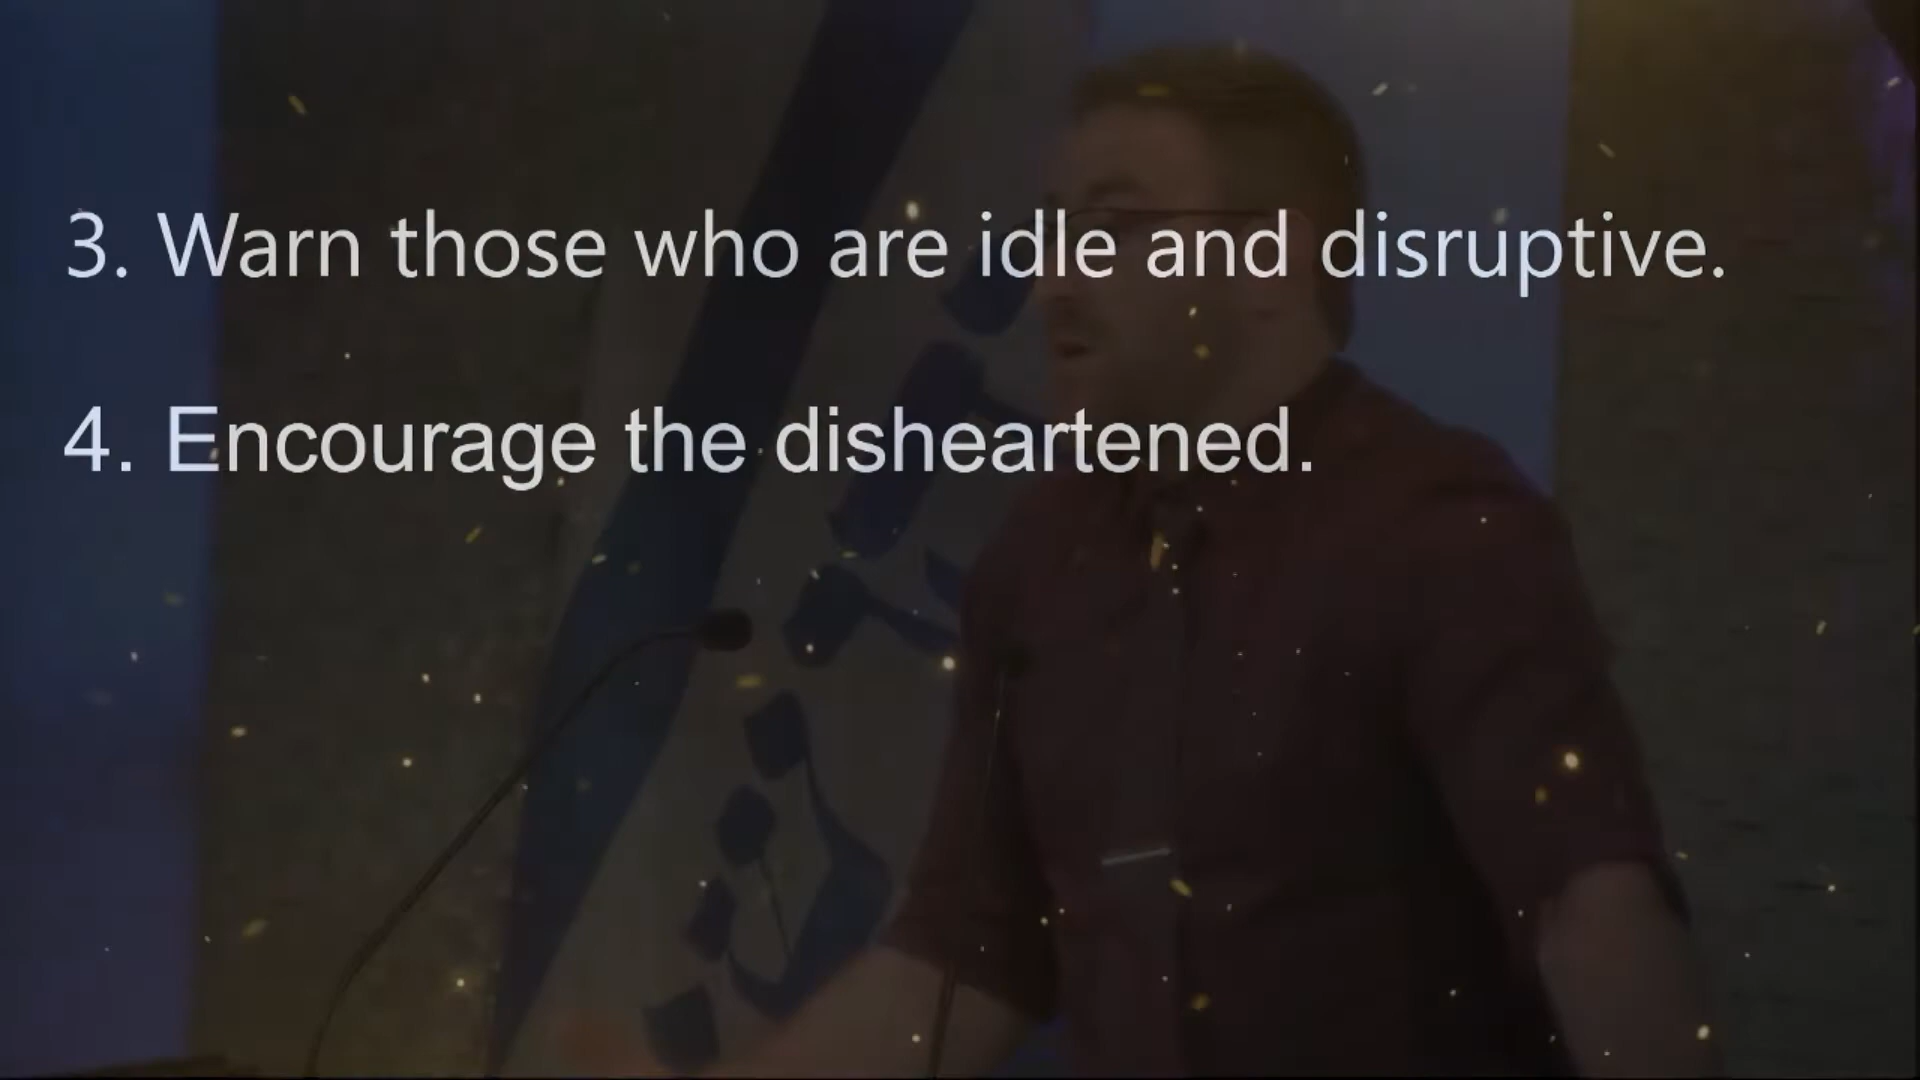 3. Warn those who are idle and disruptive.
4. Encourage the disheartened.